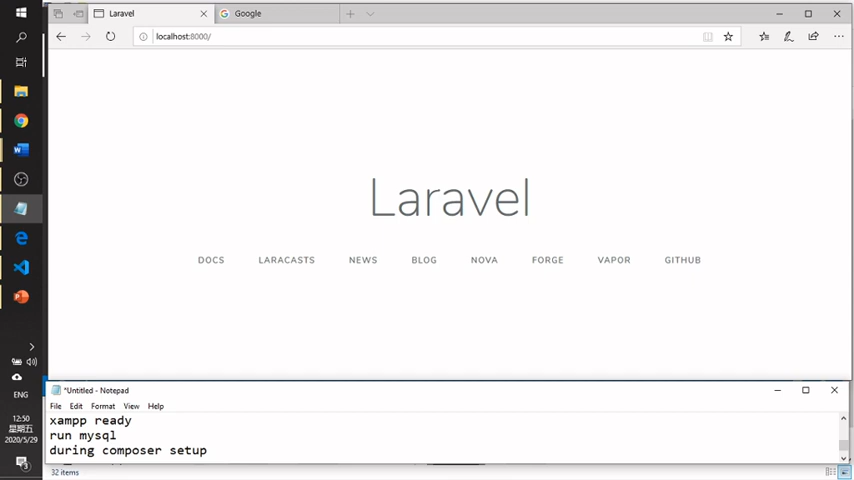 Laravel
Google
localhost:8000/
Laravel
DOCS LARACASTS NEWS BLOG NOVA FORGE VAPOR GITHUB
*Untitled - Notepad
File Edit Format View Help
xampp ready
run mysql
during composer setup
32 items
ENG
12:50
星期五
2020/5/29
3